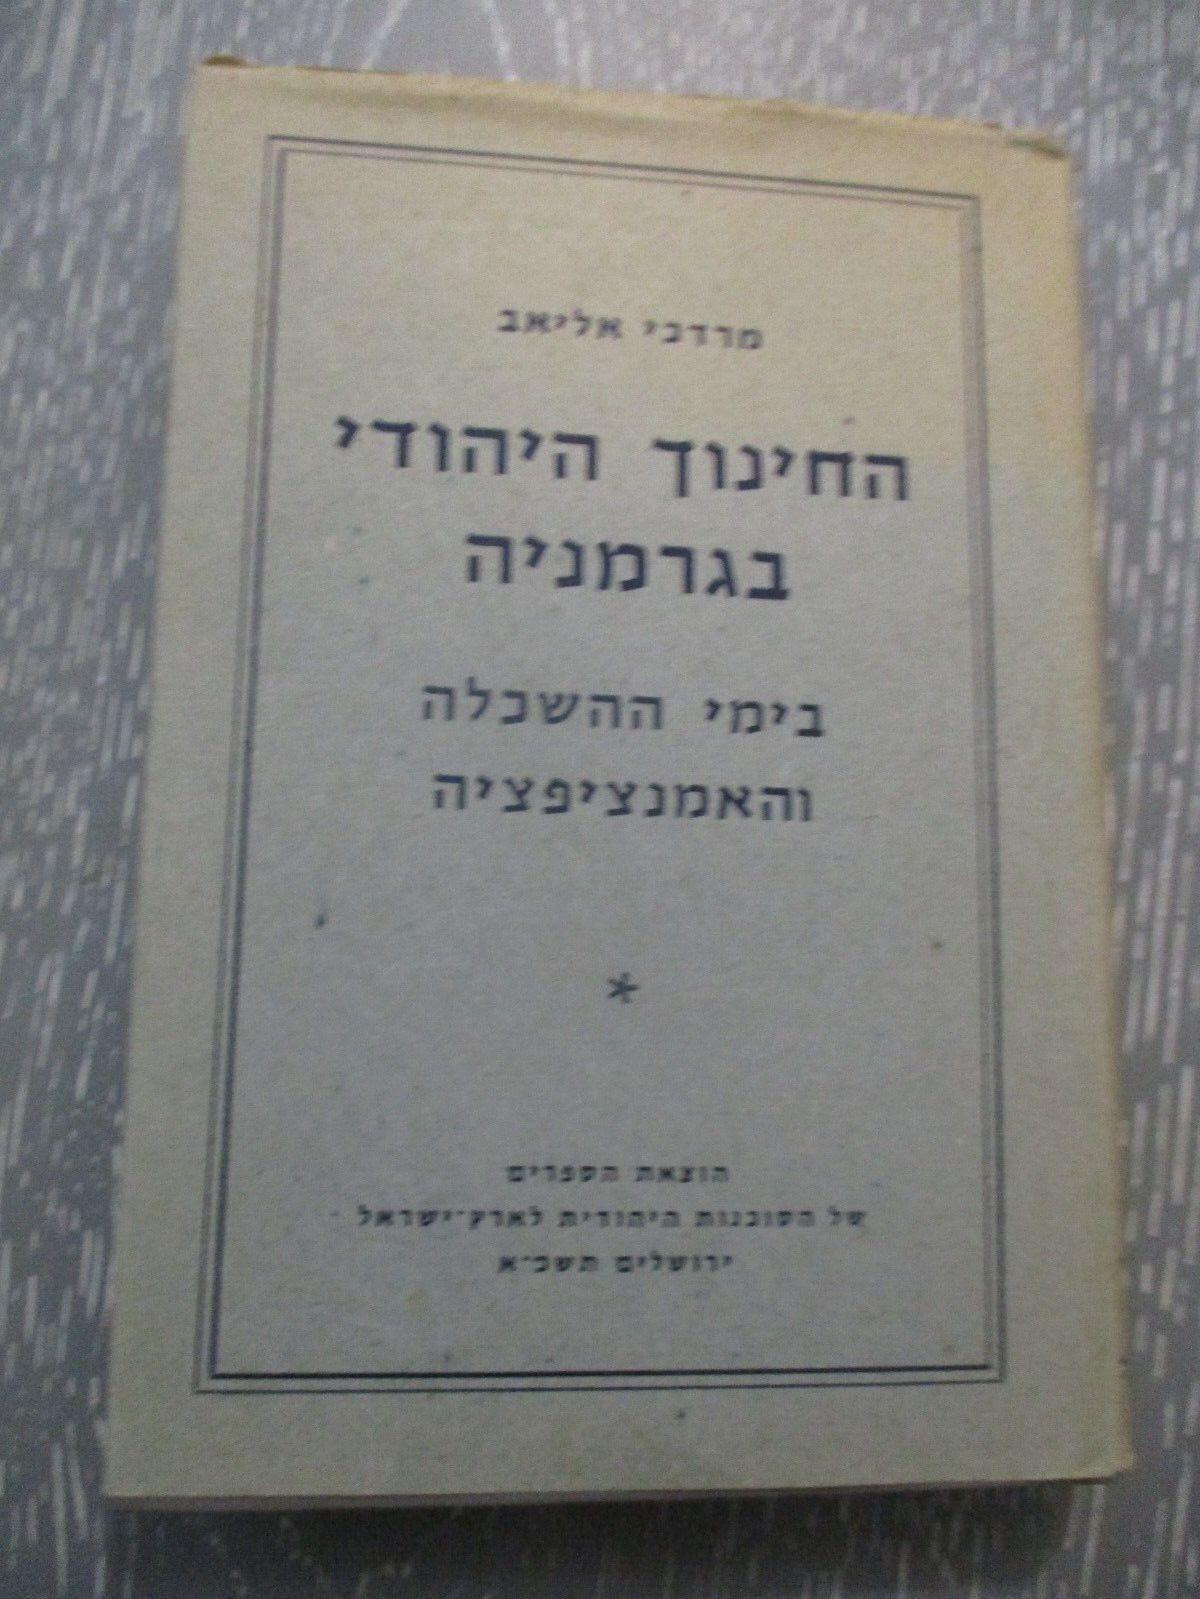 מרדכי אליאב
החינוך היהודי
בגרמניה
בימי ההשכלה
והאמנציפציה
*
הוצאת הספרים
של הסוכנות היהודית לארץ־ישראל
ירושלים תשכ״א